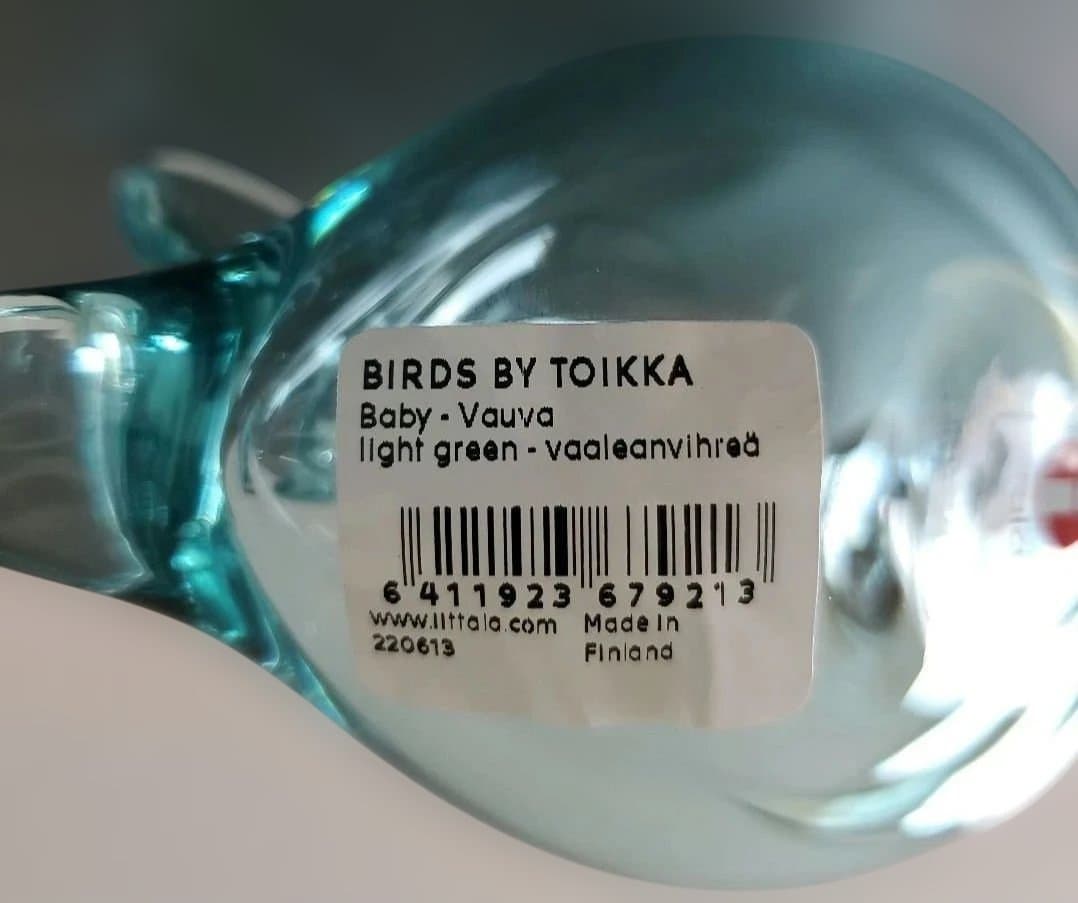 BIRDS BY TOIKKA
Baby - Vauva
light green - vaaleanvihreä
6 411923 679213
www.iittala.com Made in
220613 Finland